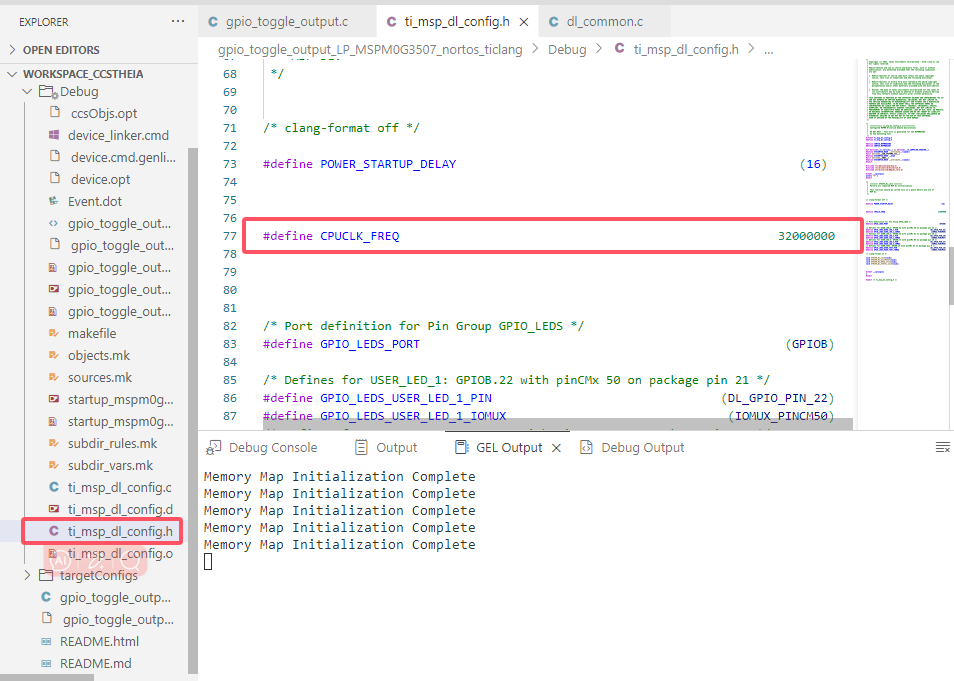 EXPLORER
OPEN EDITORS
WORKSPACE_CCSTHEIA
Debug
ccsObjs.opt
device_linker.cmd
device.cmd.genli...
device.opt
Event.dot
gpio_toggle_out...
gpio_toggle_out...
gpio_toggle_out...
gpio_toggle_out...
gpio_toggle_out...
makefile
objects.mk
sources.mk
startup_mspm0g...
startup_mspm0g...
subdir_rules.mk
subdir_vars.mk
ti_msp_dl_config.c
ti_msp_dl_config.d
ti_msp_dl_config.h
ti_msp_dl_config.o
targetConfigs
gpio_toggle_outp...
gpio_toggle_outp...
README.html
README.md
gpio_toggle_output.c
ti_msp_dl_config.h
dl_common.c
gpio_toggle_output_LP_MSPM0G3507_nortos_ticlang > Debug > C ti_msp_dl_config.h > ...
68 */
69
70
71 /* clang-format off */
72
73 #define POWER_STARTUP_DELAY (16)
74
75
76
77 #define CPUCLK_FREQ 32000000
78
79
80
81
82 /* Port definition for Pin Group GPIO_LEDS */
83 #define GPIO_LEDS_PORT (GPIOB)
84
85 /* Defines for USER_LED_1: GPIOB.22 with pinCMx 50 on package pin 21 */
86 #define GPIO_LEDS_USER_LED_1_PIN (DL_GPIO_PIN_22)
87 #define GPIO_LEDS_USER_LED_1_IOMUX (IOMUX_PINCM50)
Debug Console
Output
GEL Output
Debug Output
Memory Map Initialization Complete
Memory Map Initialization Complete
Memory Map Initialization Complete
Memory Map Initialization Complete
Memory Map Initialization Complete